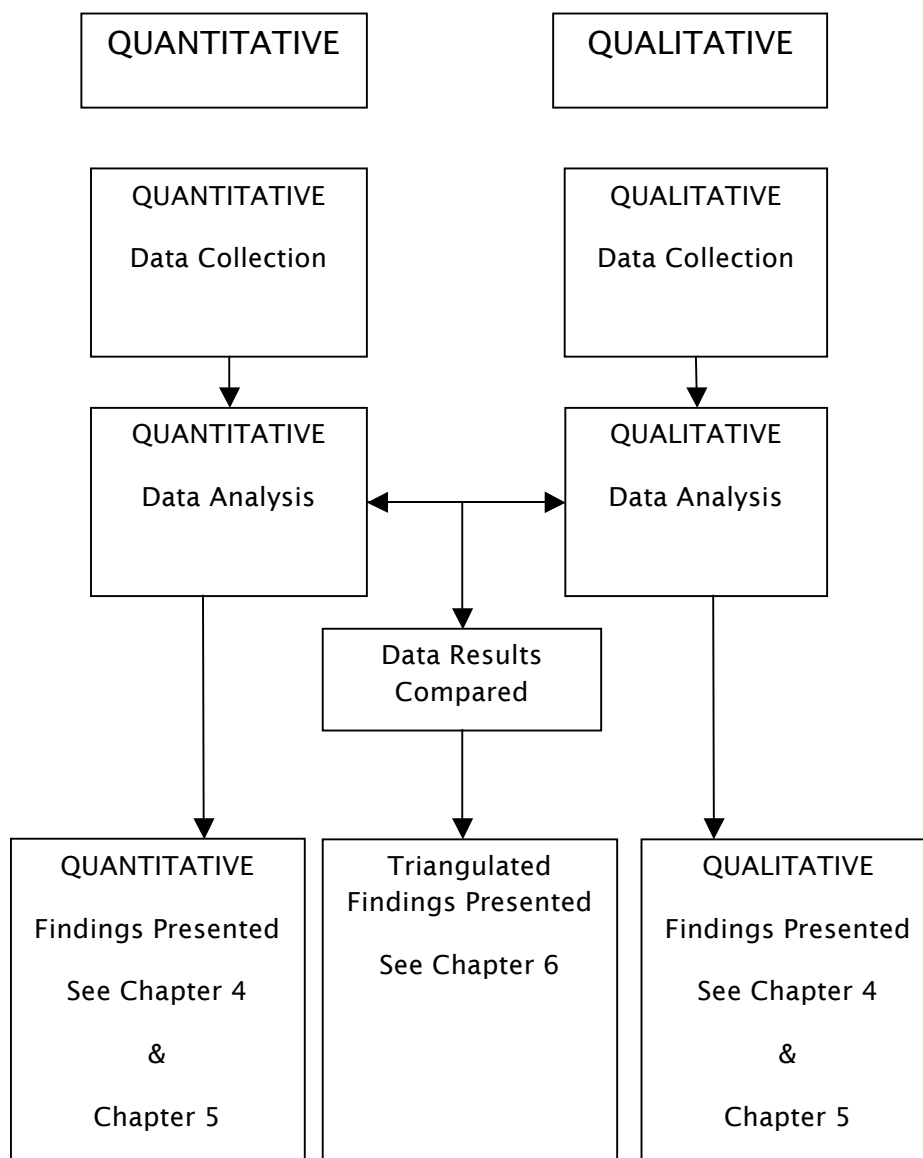 QUANTITATIVE
QUALITATIVE
QUANTITATIVE
Data Collection
QUALITATIVE
Data Collection
QUANTITATIVE
Data Analysis
QUALITATIVE
Data Analysis
Data Results
Compared
QUANTITATIVE
Findings Presented
See Chapter 4
&
Chapter 5
Triangulated
Findings Presented
See Chapter 6
QUALITATIVE
Findings Presented
See Chapter 4
&
Chapter 5